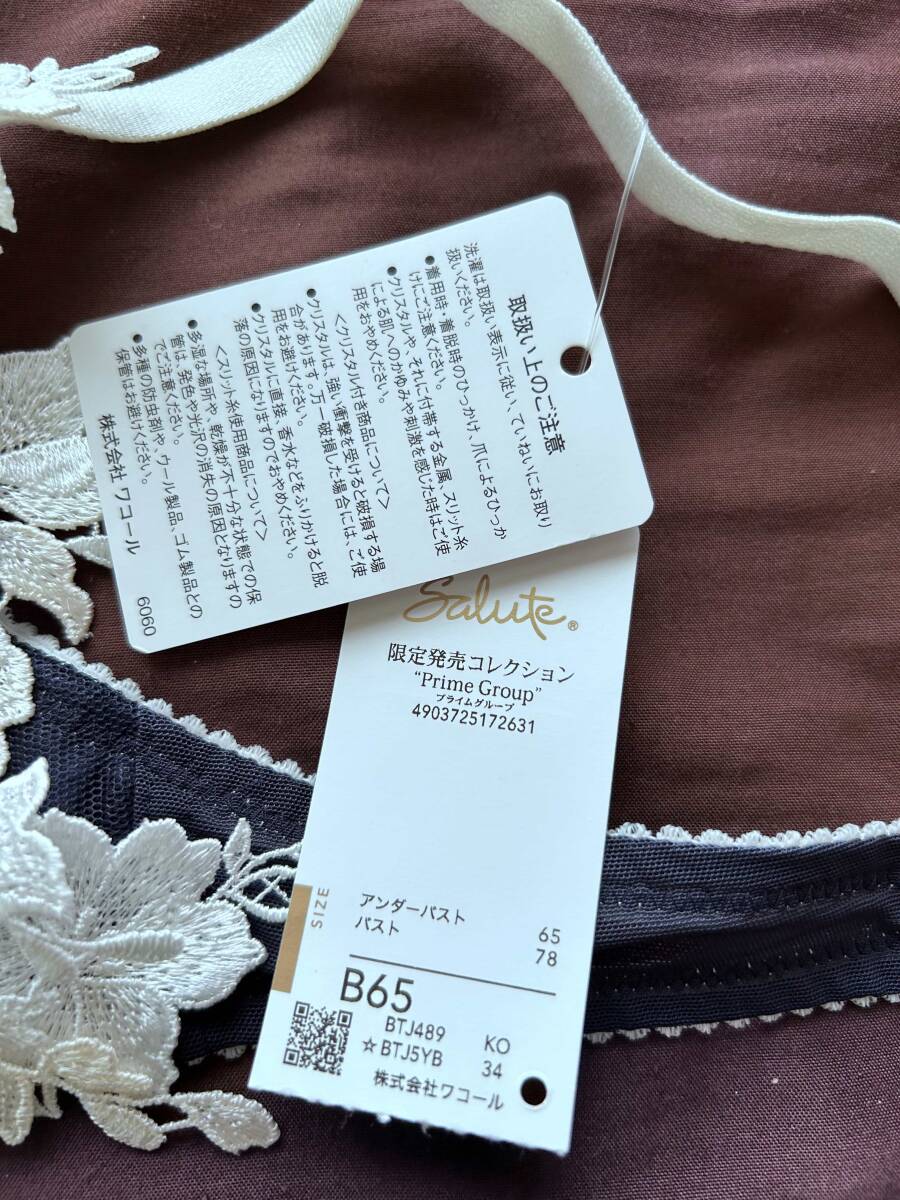 取扱い上のご注意
洗濯は取扱い表示に従い、ていねいにお取り
扱いください。
●着用時・着脱時のひっかけ、爪によるひっか
けにご注意ください。
●クリスタルや、それに付帯する金属、スリット糸
による肌へのかゆみや刺激を感じた時はご使
用をおやめください。
<クリスタル付き商品について>
●クリスタルは、強い衝撃を受けると破損する場
合があります。万一破損した場合には、ご使
用をお避けください。
●クリスタルに直接、香水などをふりかけると脱
落の原因になりますのでおやめください。
<スリット糸使用商品について>
●多湿な場所や、乾燥が不十分な状態での保
管は、発色や光沢の消失の原因となりますの
でご注意ください。
●多種の防虫剤や、ウール製品、ゴム製品との
保管はお避けください。
株式会社 ワコール
6060
Salute®
限定発売コレクション
“Prime Group”
プライムグループ
4903725172631
SIZE
アンダーバスト 65
バスト 78
B65
BTJ489 KO
☆BTJ5YB 34
株式会社ワコール